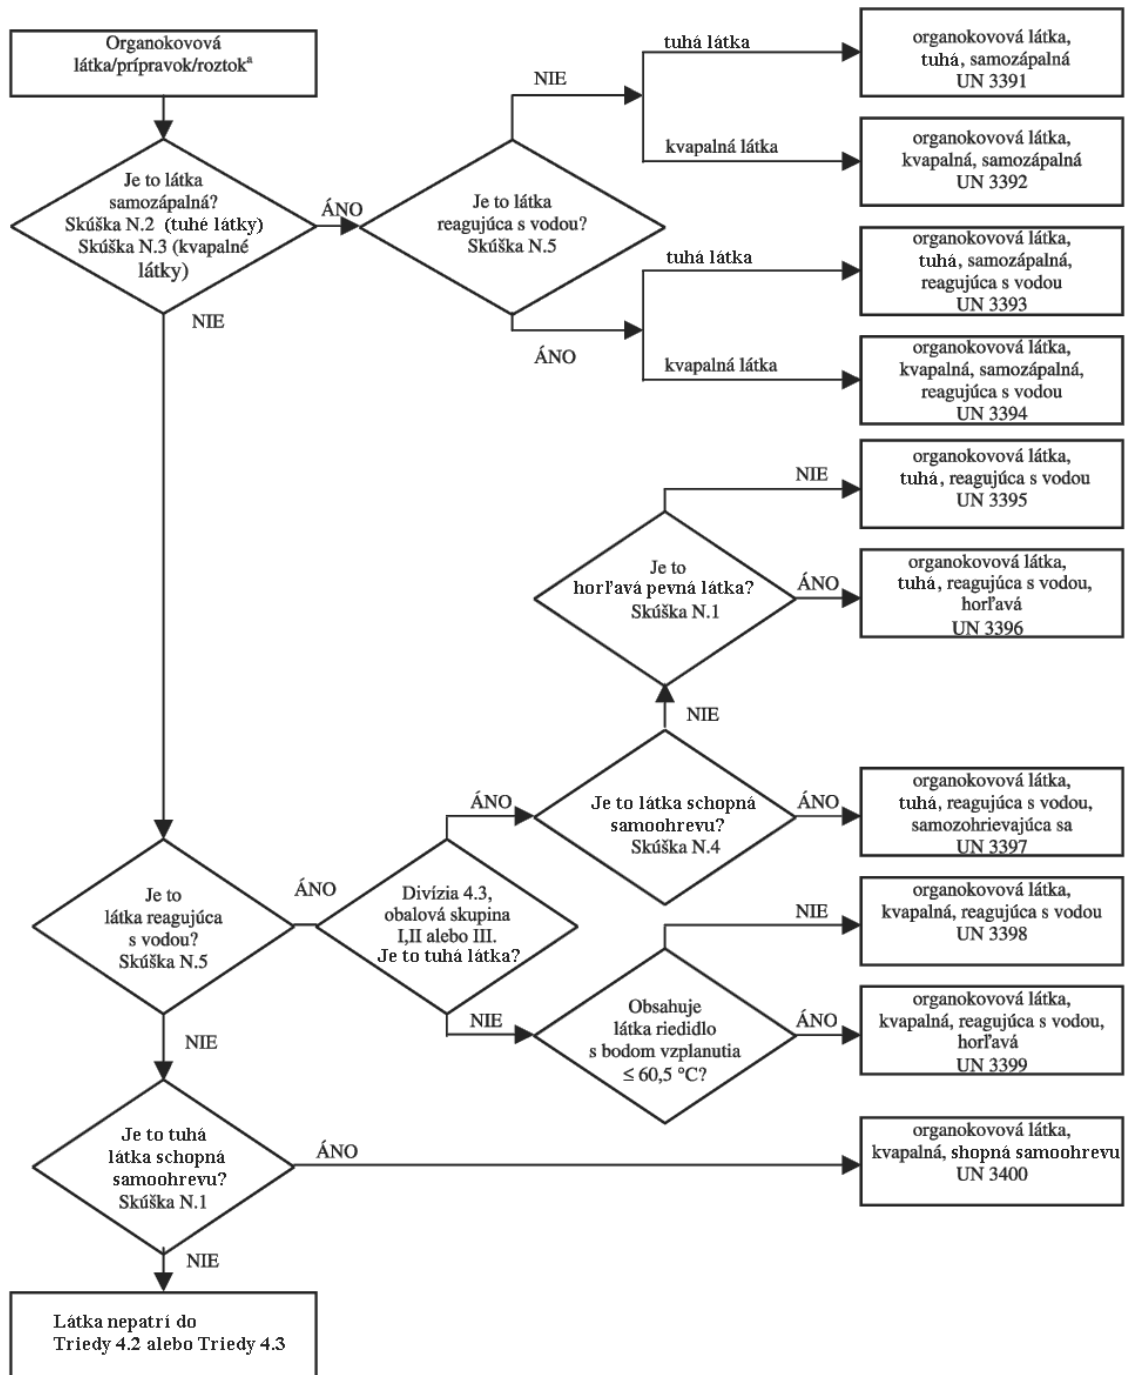 Organokovová
látka/prípravok/roztokª
Je to látka
samozápalná?
Skúška N.2 (tuhé látky)
Skúška N.3 (kvapalné
látky)
ÁNO
NIE
Je to látka
reagujúca s vodou?
Skúška N.5
NIE
ÁNO
tuhá látka
kvapalná látka
tuhá látka
kvapalná látka
organokovová látka,
tuhá, samozápalná
UN 3391
organokovová látka,
kvapalná, samozápalná
UN 3392
organokovová látka,
tuhá, samozápalná,
reagujúca s vodou
UN 3393
organokovová látka,
kvapalná, samozápalná,
reagujúca s vodou
UN 3394
NIE
organokovová látka,
tuhá, reagujúca s vodou
UN 3395
Je to
horľavá pevná látka?
Skúška N.1
ÁNO
organokovová látka,
tuhá, reagujúca s vodou,
horľavá
UN 3396
NIE
Je to látka schopná
samoohrevu?
Skúška N.4
ÁNO
ÁNO
organokovová látka,
tuhá, reagujúca s vodou,
samozohrievajúca sa
UN 3397
Je to
látka reagujúca
s vodou?
Skúška N.5
ÁNO
Divízia 4.3,
obalová skupina
I,II alebo III.
Je to tuhá látka?
NIE
NIE
organokovová látka,
kvapalná, reagujúca s vodou
UN 3398
Obsahuje
látka riedidlo
s bodom vzplanutia
≤ 60,5 °C?
ÁNO
organokovová látka,
kvapalná, reagujúca s vodou,
horľavá
UN 3399
NIE
Je to tuhá
látka schopná
samoohrevu?
Skúška N.1
ÁNO
organokovová látka,
kvapalná, shopná samoohrevu
UN 3400
NIE
Látka nepatrí do
Triedy 4.2 alebo Triedy 4.3